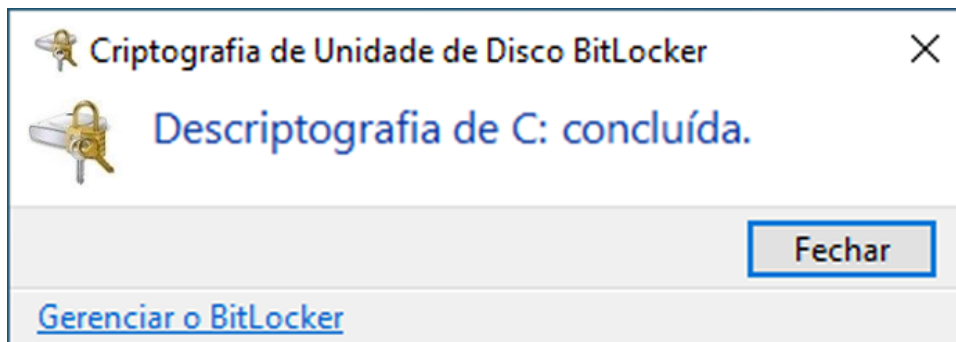 Criptografia de Unidade de Disco BitLocker
Descriptografia de C: concluída.
Fechar
Gerenciar o BitLocker